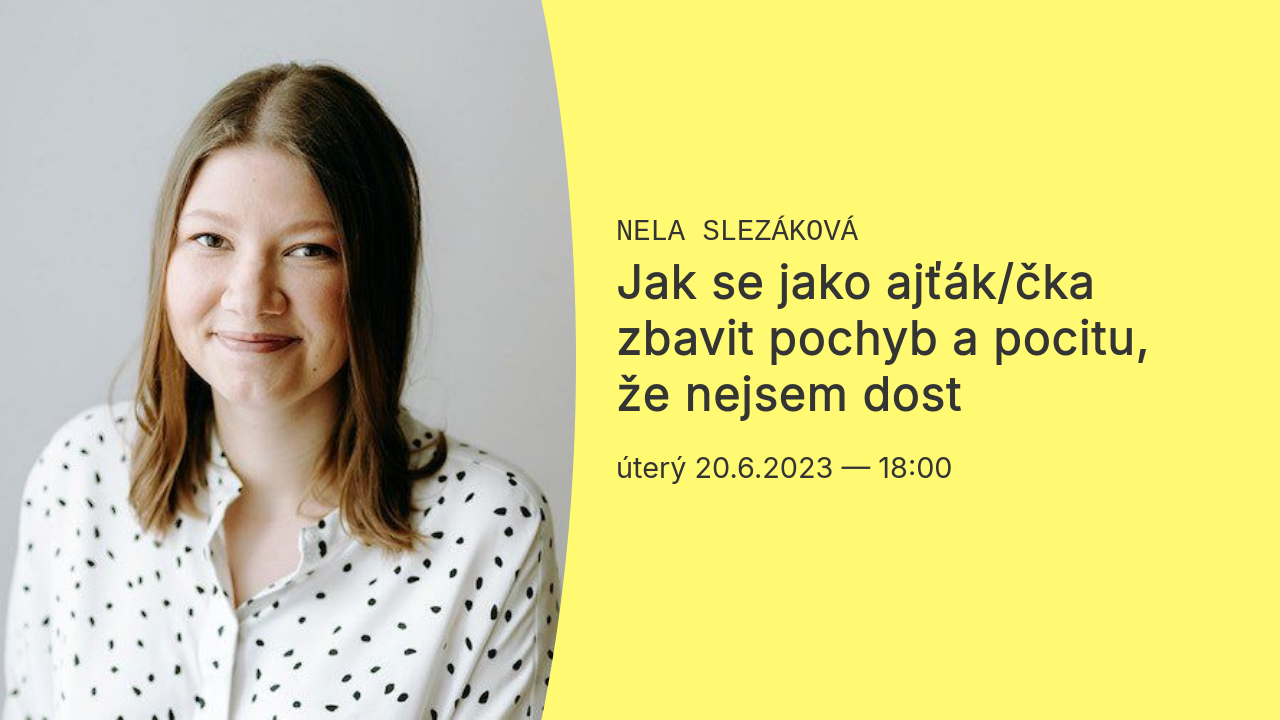 NELA SLEZÁKOVÁ
Jak se jako ajťák/čka
zbavit pochyb a pocitu,
že nejsem dost
úterý 20.6.2023 — 18:00